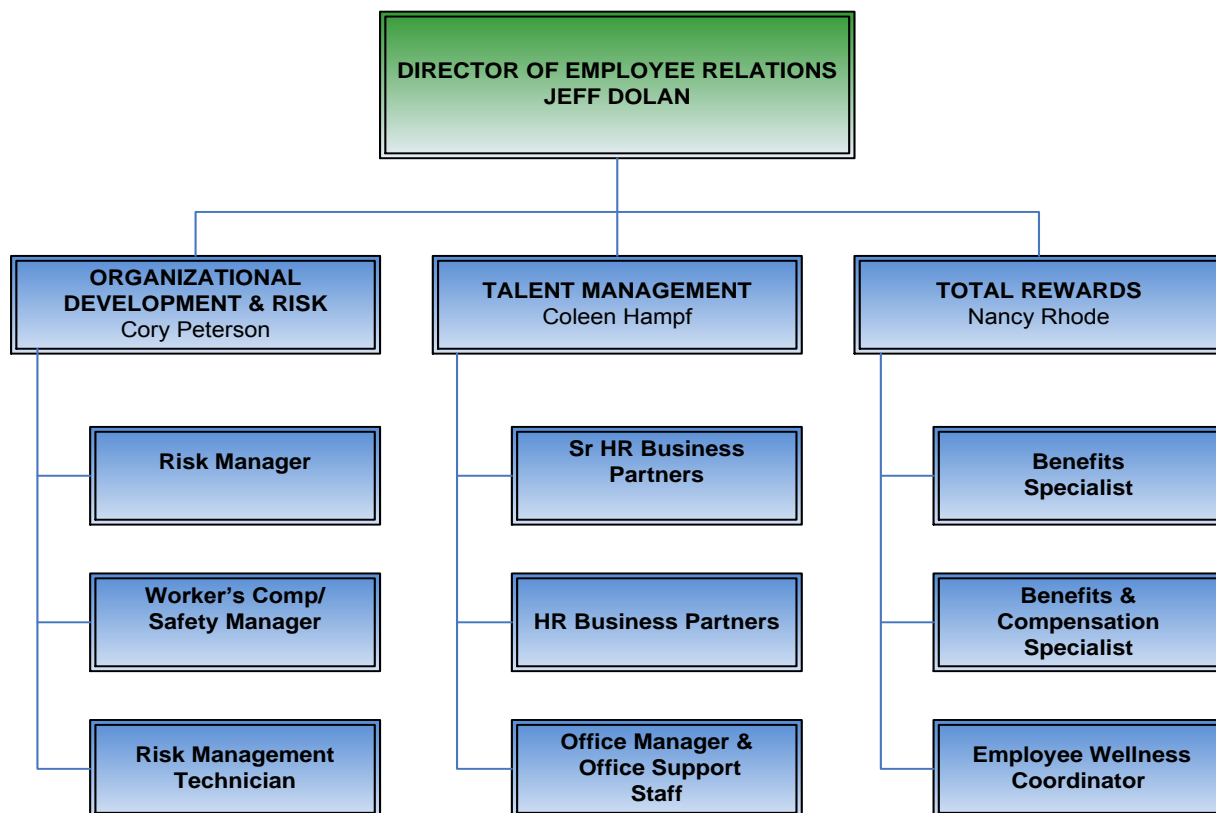 DIRECTOR OF EMPLOYEE RELATIONS
JEFF DOLAN
ORGANIZATIONAL
DEVELOPMENT & RISK
Cory Peterson
TALENT MANAGEMENT
Coleen Hampf
TOTAL REWARDS
Nancy Rhode
Risk Manager
Sr HR Business
Partners
Benefits
Specialist
Worker’s Comp/
Safety Manager
HR Business Partners
Benefits &
Compensation
Specialist
Risk Management
Technician
Office Manager &
Office Support
Staff
Employee Wellness
Coordinator